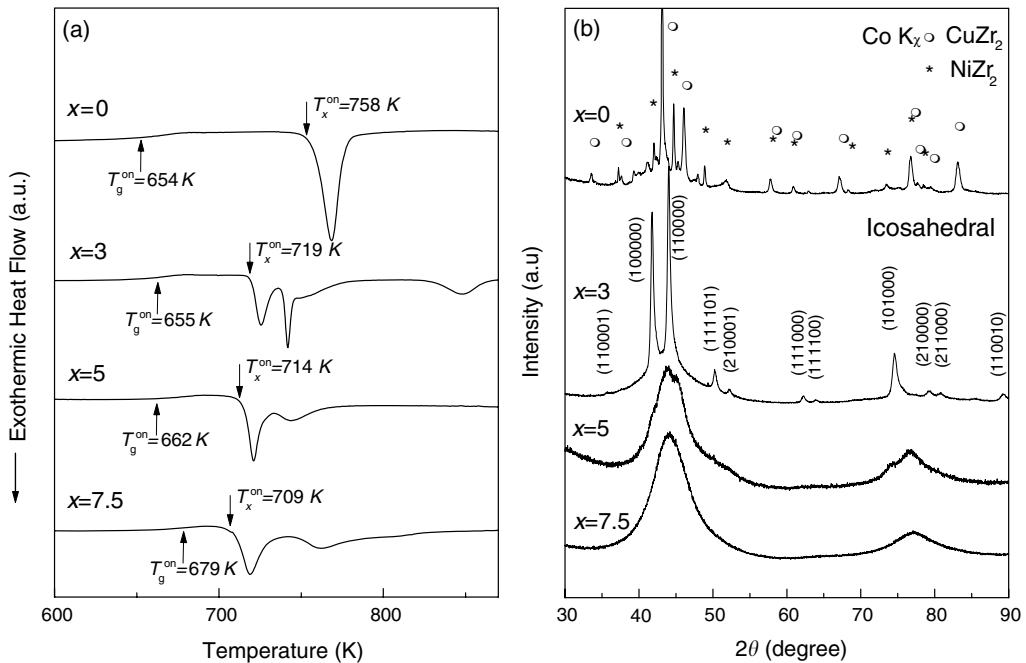 (a)
x=0
T_x^on=758 K
T_g^on=654 K
x=3
T_x^on=719 K
T_g^on=655 K
x=5
T_x^on=714 K
T_g^on=662 K
x=7.5
T_x^on=709 K
T_g^on=679 K
Exothermic Heat Flow (a.u.)
600 700 800
Temperature (K)
(b)
Co Kχ ○ CuZr₂
* NiZr₂
x=0
Icosahedral
x=3
(110001)
(100000)
(110000)
(111101)
(210001)
(111000)
(111100)
(101000)
(210000)
(211000)
(110010)
x=5
x=7.5
Intensity (a.u)
30 40 50 60 70 80 90
2θ (degree)